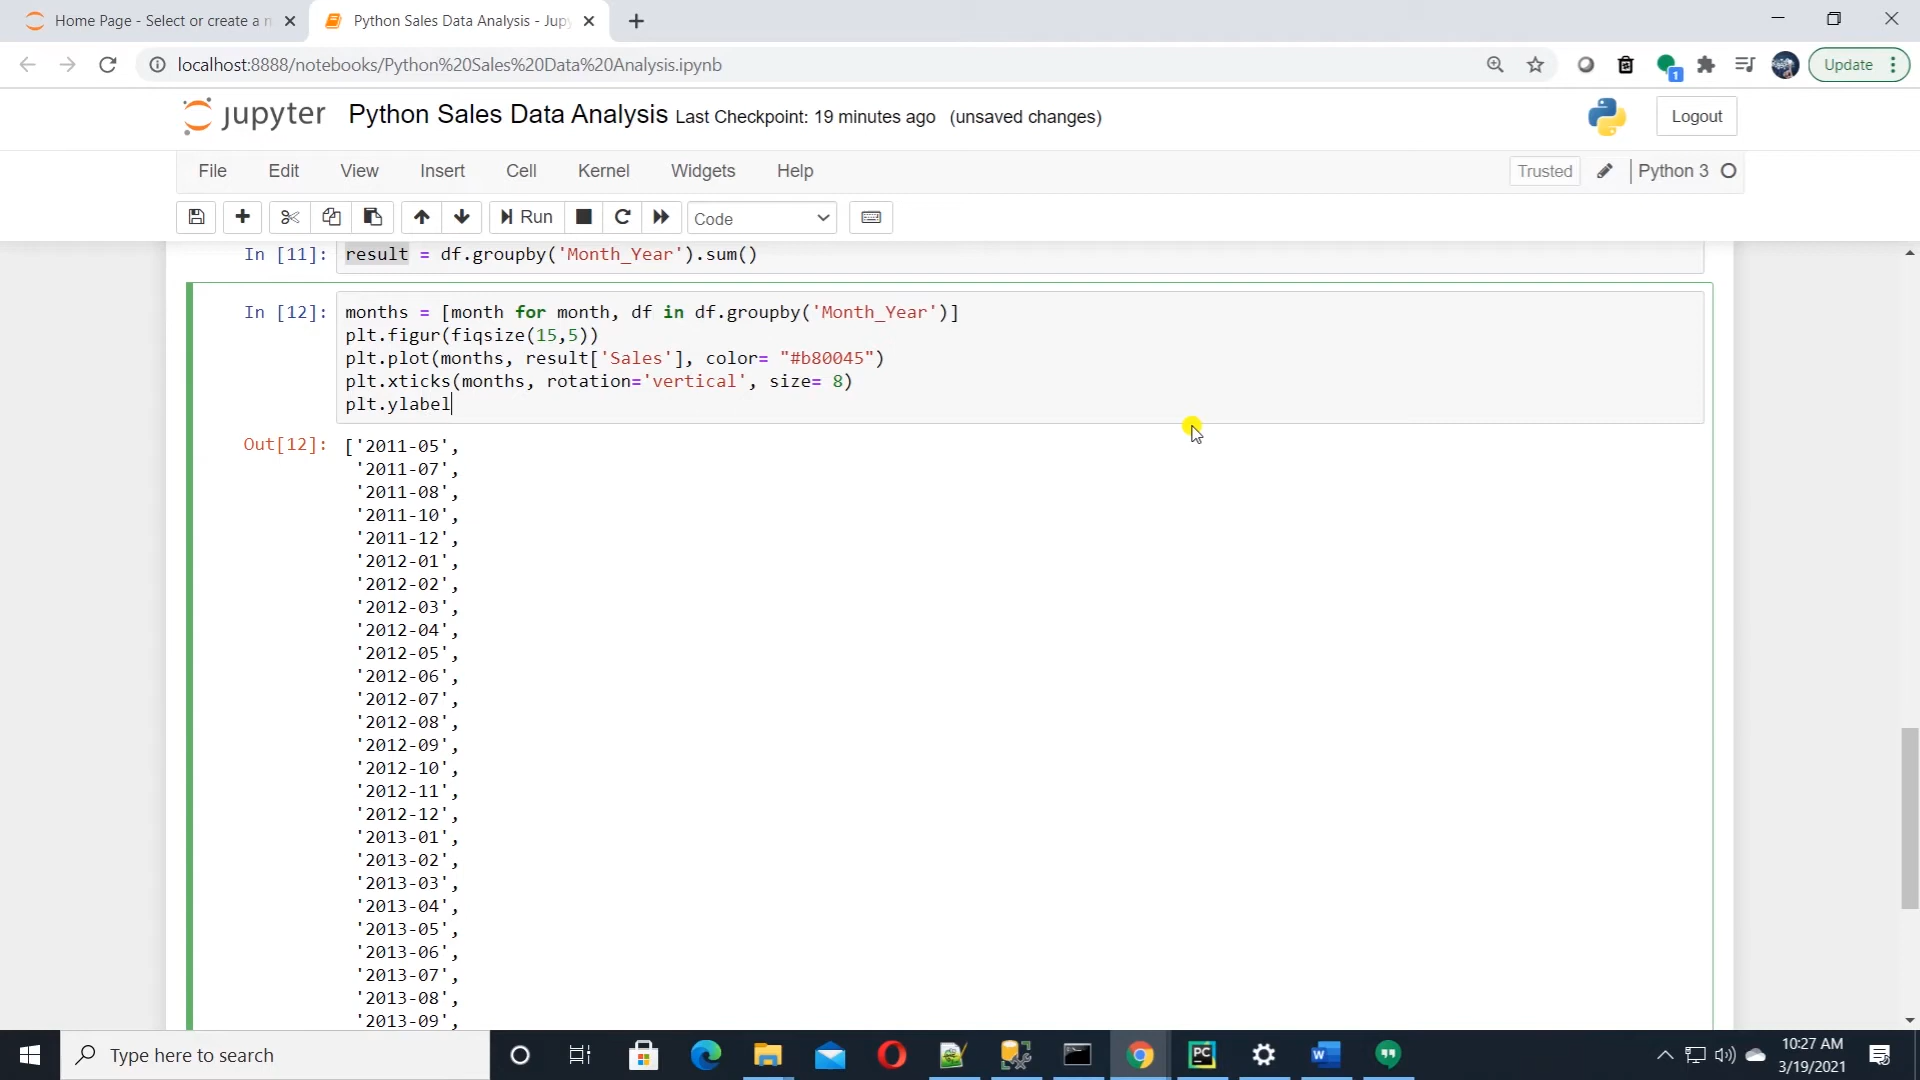 Home Page - Select or create a n
Python Sales Data Analysis - Jupy
localhost:8888/notebooks/Python%20Sales%20Data%20Analysis.ipynb
1
Update
jupyter Python Sales Data Analysis Last Checkpoint: 19 minutes ago (unsaved changes)
Logout
File Edit View Insert Cell Kernel Widgets Help
Trusted
Python 3
Run
Code
In [11]: result = df.groupby('Month_Year').sum()
In [12]: months = [month for month, df in df.groupby('Month_Year')]
plt.figur(fiqsize(15,5))
plt.plot(months, result['Sales'], color= "#b80045")
plt.xticks(months, rotation='vertical', size= 8)
plt.ylabel
Out[12]: ['2011-05',
'2011-07',
'2011-08',
'2011-10',
'2011-12',
'2012-01',
'2012-02',
'2012-03',
'2012-04',
'2012-05',
'2012-06',
'2012-07',
'2012-08',
'2012-09',
'2012-10',
'2012-11',
'2012-12',
'2013-01',
'2013-02',
'2013-03',
'2013-04',
'2013-05',
'2013-06',
'2013-07',
'2013-08',
'2013-09',
Type here to search
PC
W
10:27 AM
3/19/2021